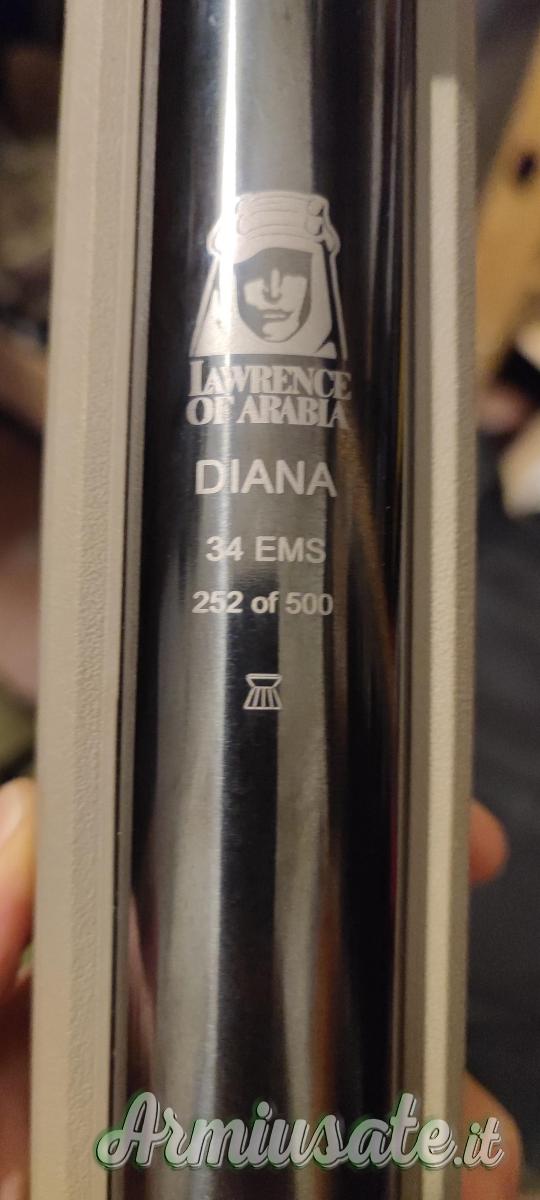 LAWRENCE
OF ARABIA
DIANA
34 EMS
252 of 500
Armiusate.it